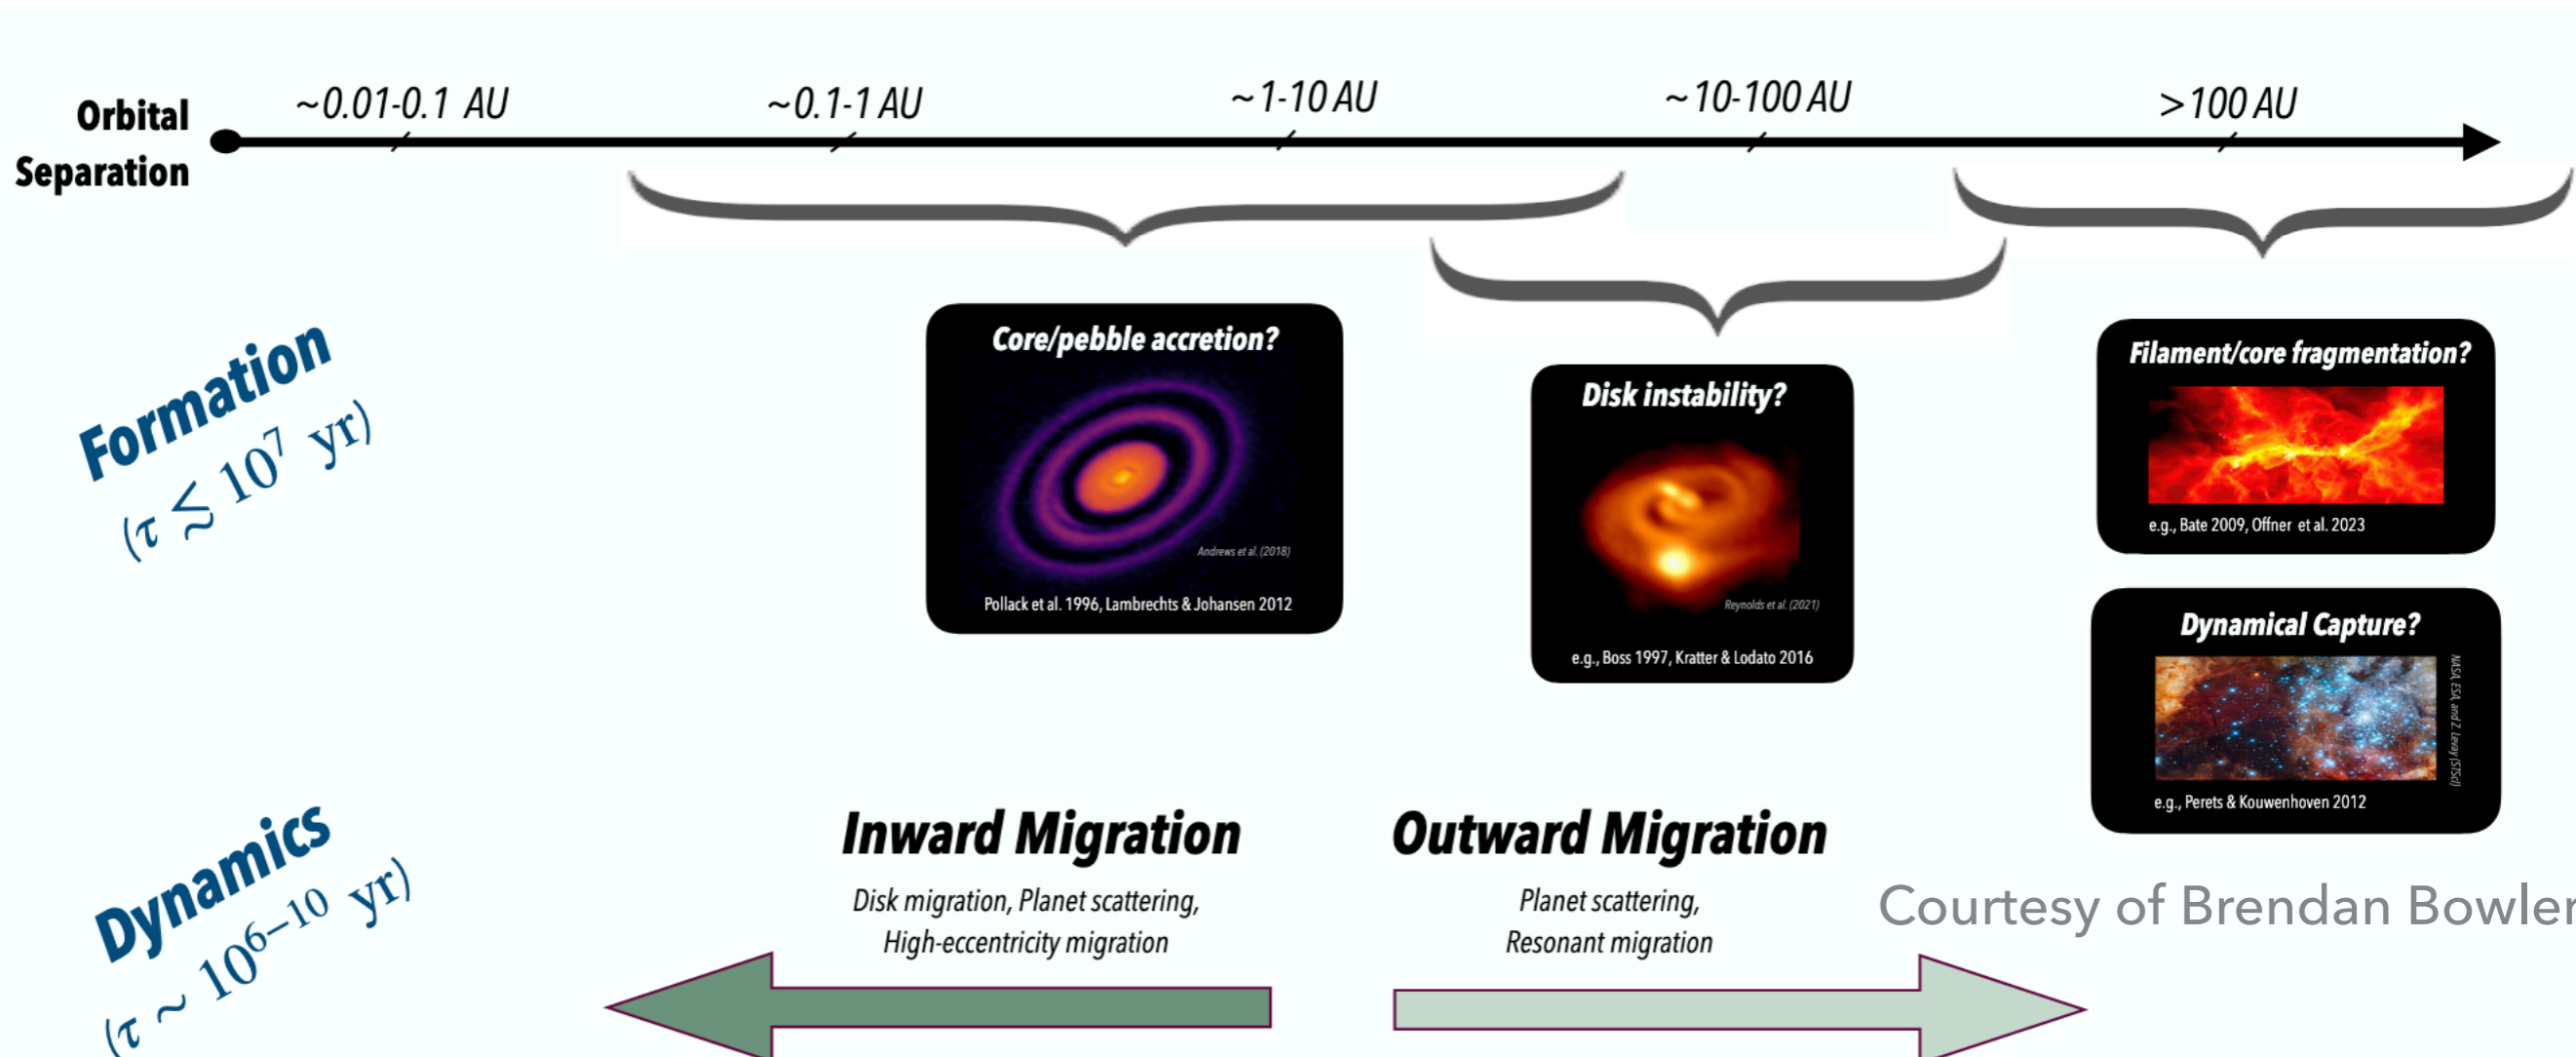 Orbital
Separation
~0.01-0.1 AU
~0.1-1 AU
~1-10 AU
~10-100 AU
>100 AU
Formation
(τ ≲ 10⁷ yr)
Core/pebble accretion?
Andrews et al. (2018)
Pollack et al. 1996, Lambrechts & Johansen 2012
Disk instability?
Reynolds et al. (2021)
e.g., Boss 1997, Kratter & Lodato 2016
Filament/core fragmentation?
e.g., Bate 2009, Offner et al. 2023
Dynamical Capture?
NASA, ESA, and Z. Levay (STScI)
e.g., Perets & Kouwenhoven 2012
Dynamics
(τ ~ 10⁶⁻¹⁰ yr)
Inward Migration
Disk migration, Planet scattering,
High-eccentricity migration
Outward Migration
Planet scattering,
Resonant migration
Courtesy of Brendan Bowler